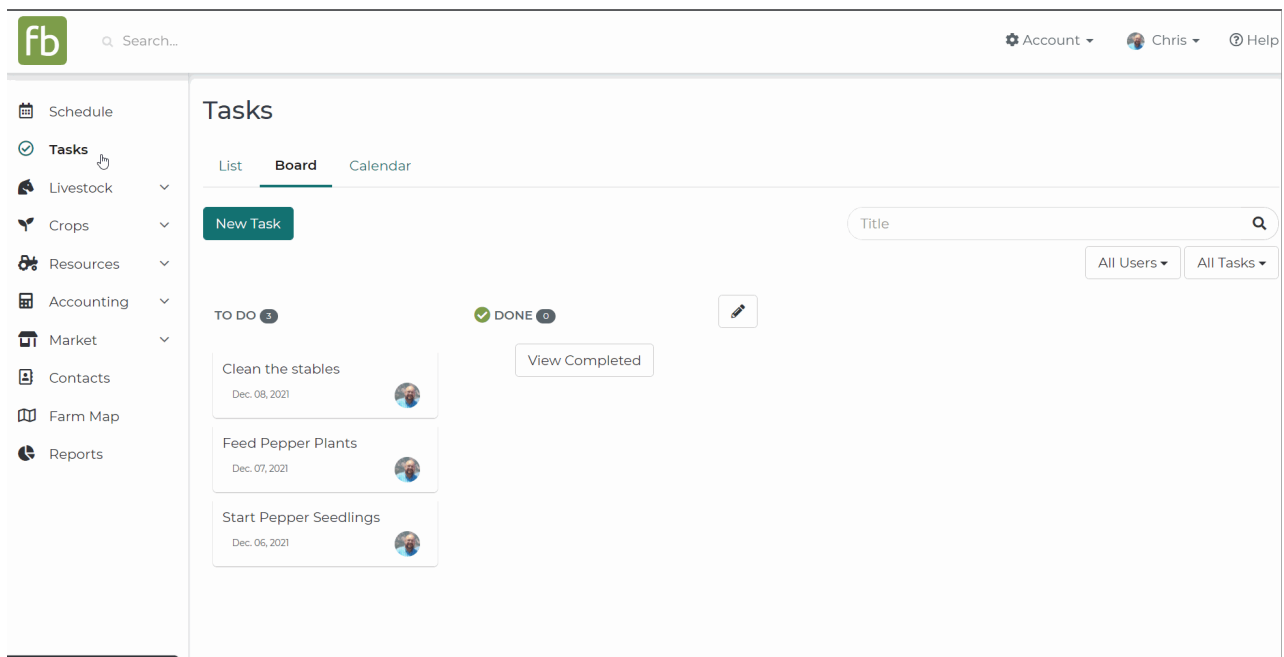 fb Search... Account Chris Help
Schedule
Tasks
Livestock
Crops
Resources
Accounting
Market
Contacts
Farm Map
Reports
Tasks
List Board Calendar
New Task Title
All Users All Tasks
TO DO 3 DONE 0
View Completed
Clean the stables
Dec. 08, 2021
Feed Pepper Plants
Dec. 07, 2021
Start Pepper Seedlings
Dec. 06, 2021